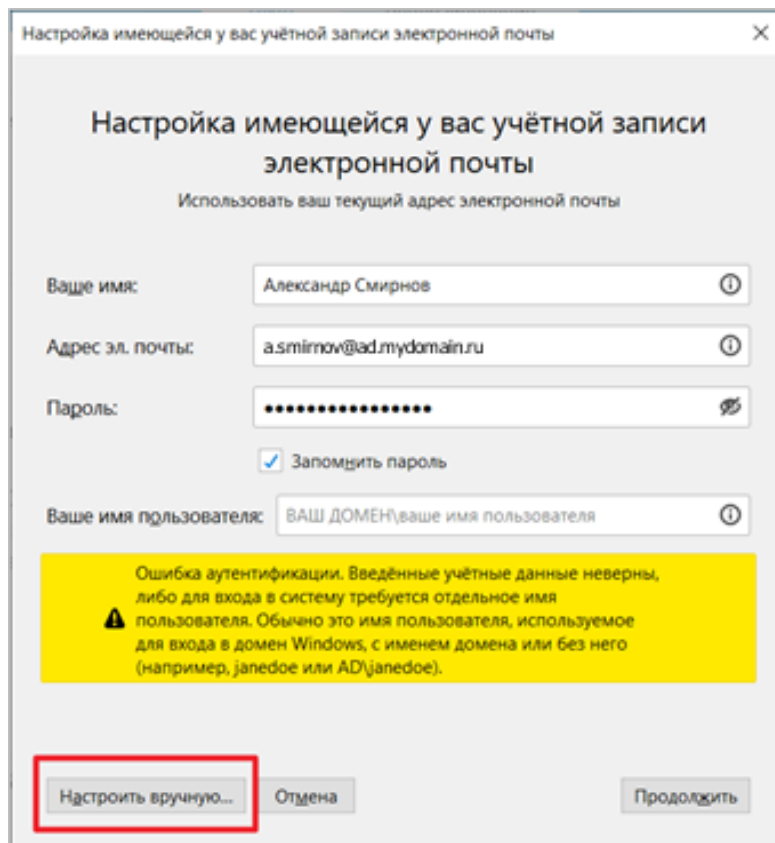 Настройка имеющейся у вас учётной записи электронной почты
Настройка имеющейся у вас учётной записи
электронной почты
Использовать ваш текущий адрес электронной почты
Ваше имя:
Александр Смирнов
Адрес эл. почты:
a.smirnov@ad.mydomain.ru
Пароль:
••••••••••••••••
Запомнить пароль
Ваше имя пользователя:
ВАШ ДОМЕН\ваше имя пользователя
Ошибка аутентификации. Введённые учётные данные неверны,
либо для входа в систему требуется отдельное имя
пользователя. Обычно это имя пользователя, используемое
для входа в домен Windows, с именем домена или без него
(например, janedoe или AD\janedoe).
Настроить вручную...
Отмена
Продолжить